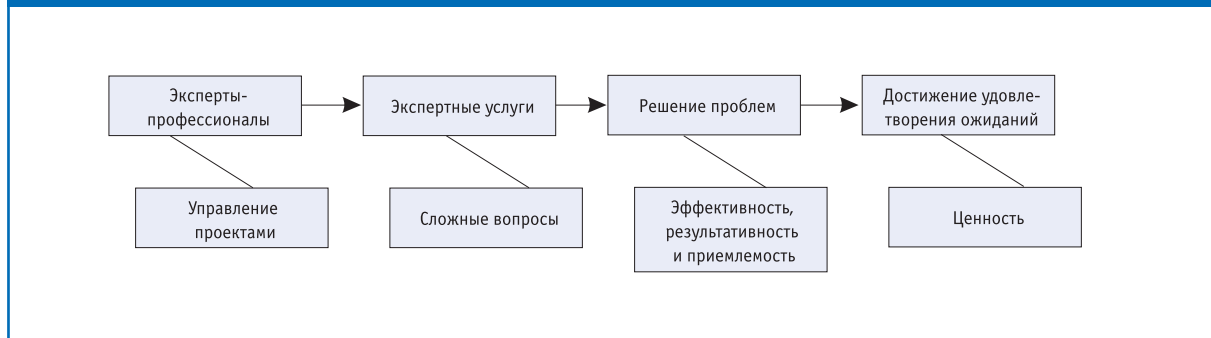 Эксперты-
профессионалы
Экспертные услуги
Решение проблем
Достижение удовле-
творения ожиданий
Управление
проектами
Сложные вопросы
Эффективность,
результативность
и приемлемость
Ценность